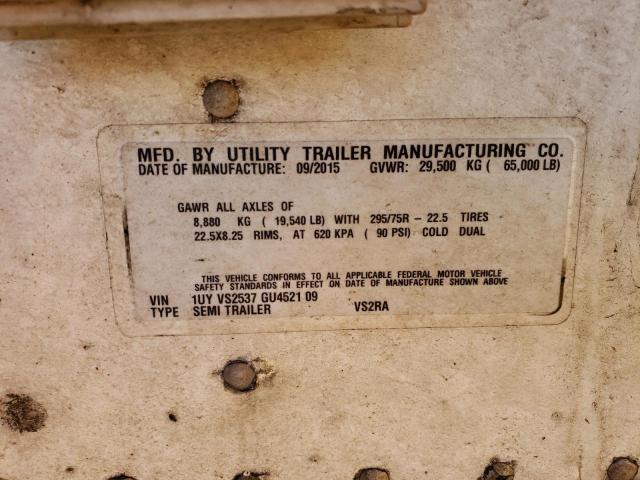 MFD. BY UTILITY TRAILER MANUFACTURING CO.
DATE OF MANUFACTURE: 09/2015 GVWR: 29,500 KG ( 65,000 LB)
GAWR ALL AXLES OF
8,880 KG ( 19,540 LB) WITH 295/75R – 22.5 TIRES
22.5X8.25 RIMS, AT 620 KPA ( 90 PSI) COLD DUAL
THIS VEHICLE CONFORMS TO ALL APPLICABLE FEDERAL MOTOR VEHICLE
SAFETY STANDARDS IN EFFECT ON DATE OF MANUFACTURE SHOWN ABOVE
VIN 1UY VS2537 GU4521 09
TYPE SEMI TRAILER VS2RA